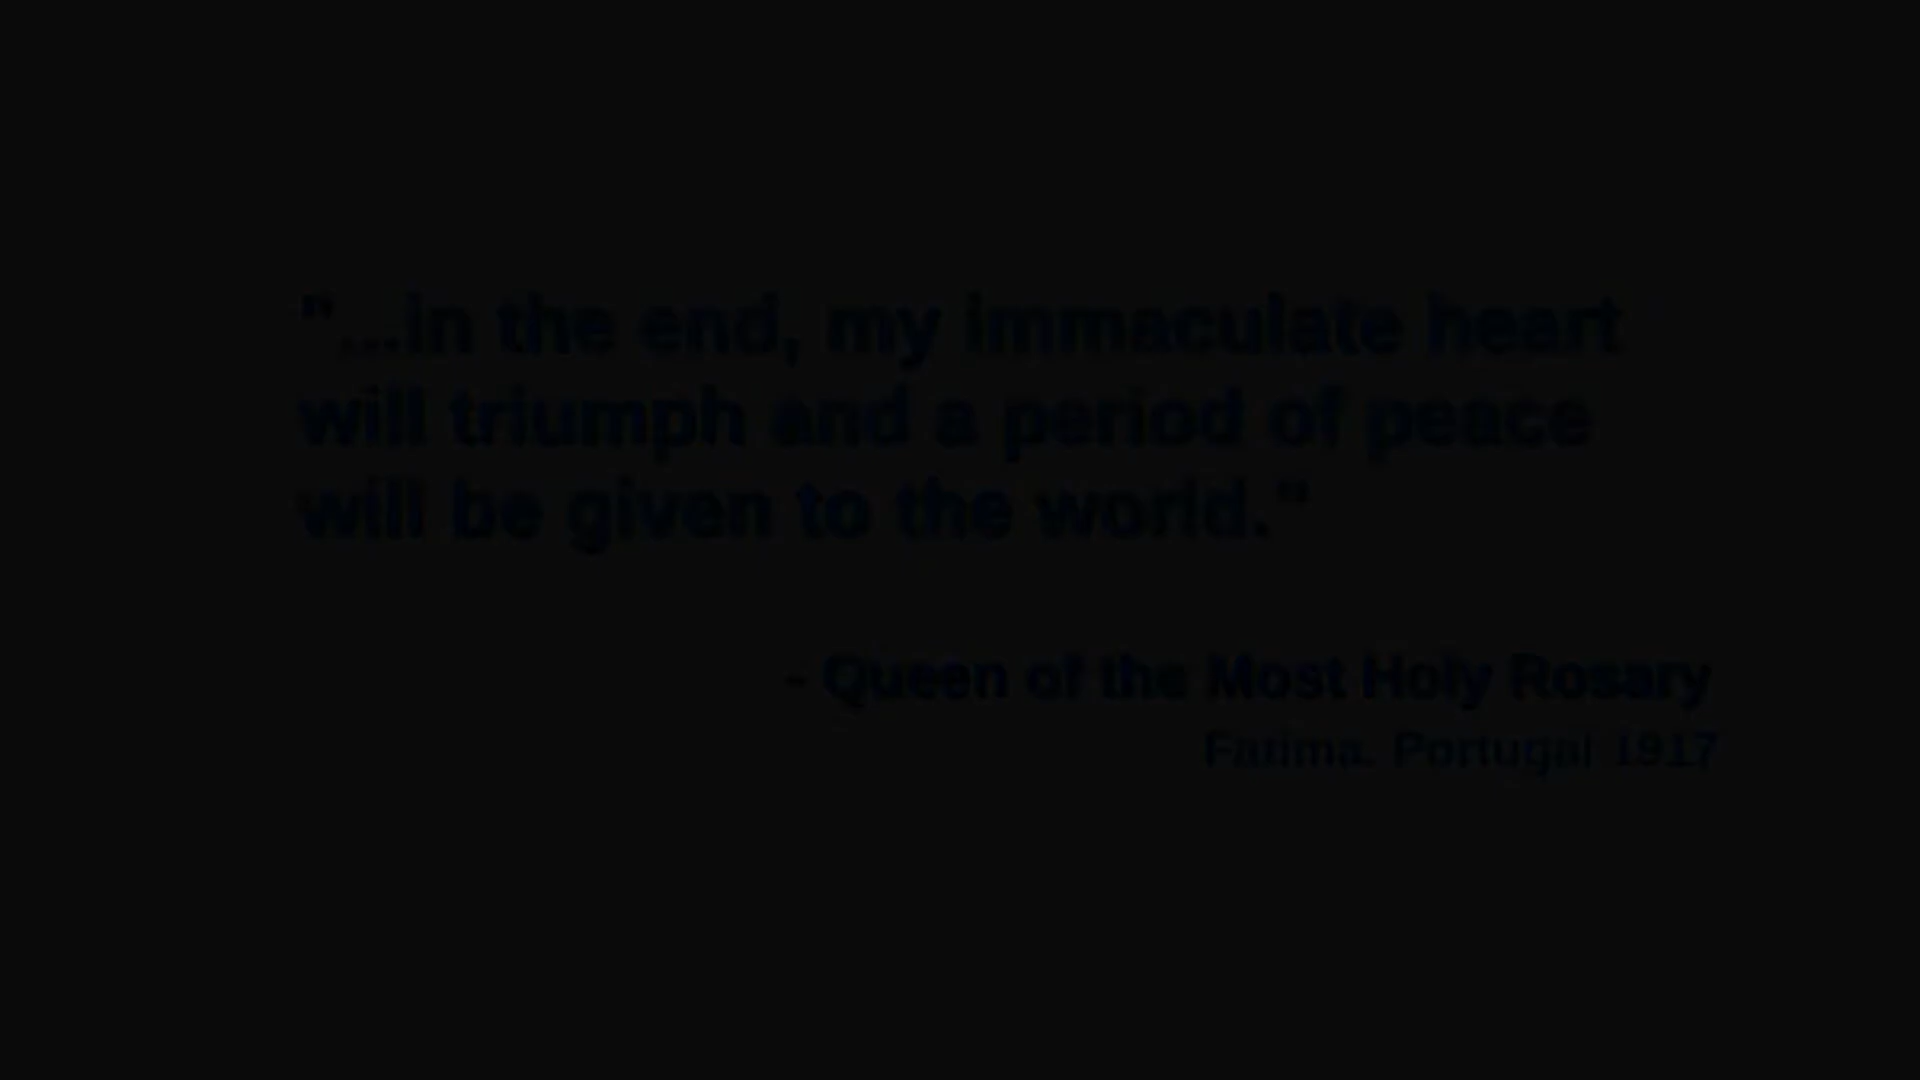 "...in the end, my immaculate heart
will triumph and a period of peace
will be given to the world."
- Queen of the Most Holy Rosary
Fatima, Portugal 1917